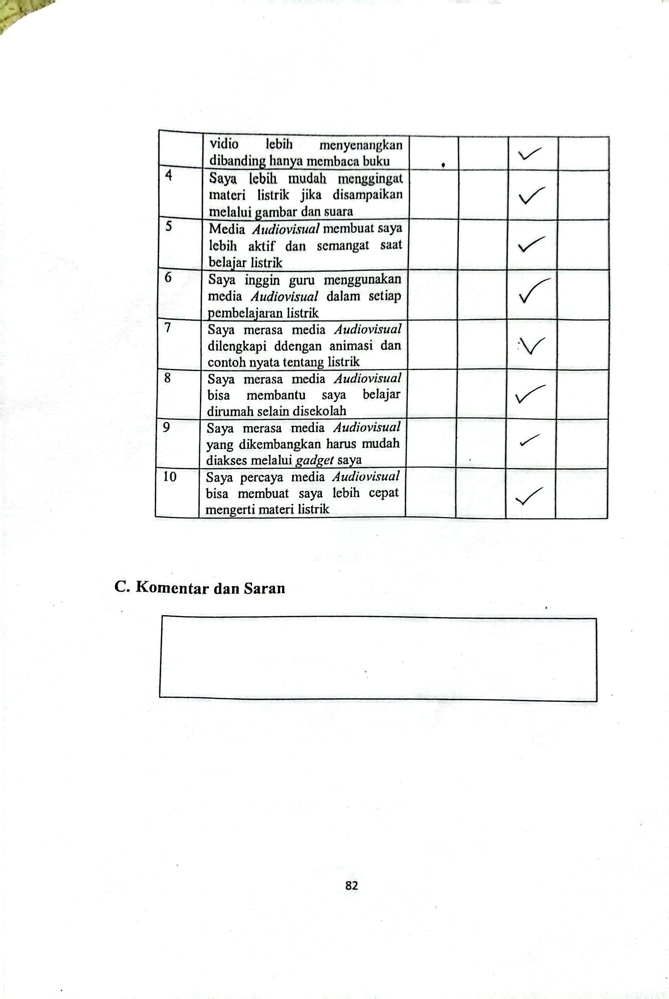 vidio lebih menyenangkan
dibanding hanya membaca buku
4 Saya lebih mudah menggingat
materi listrik jika disampaikan
melalui gambar dan suara
5 Media Audiovisual membuat saya
lebih aktif dan semangat saat
belajar listrik
6 Saya inggin guru menggunakan
media Audiovisual dalam setiap
pembelajaran listrik
7 Saya merasa media Audiovisual
dilengkapi ddengan animasi dan
contoh nyata tentang listrik
8 Saya merasa media Audiovisual
bisa membantu saya belajar
dirumah selain disekolah
9 Saya merasa media Audiovisual
yang dikembangkan harus mudah
diakses melalui gadget saya
10 Saya percaya media Audiovisual
bisa membuat saya lebih cepat
mengerti materi listrik
C. Komentar dan Saran
82